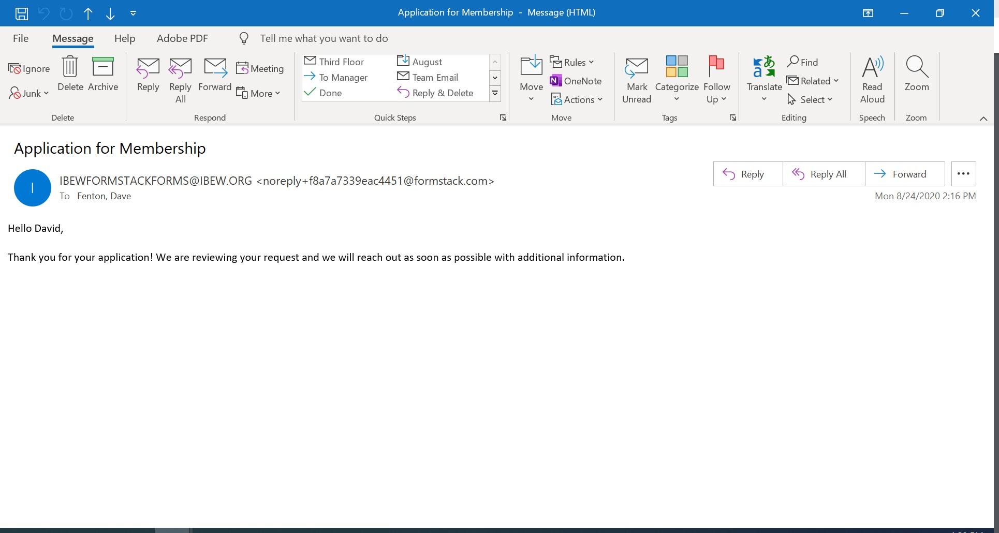 Application for Membership - Message (HTML)
File Message Help Adobe PDF Tell me what you want to do
Ignore
Junk
Delete
Archive
Delete
Reply
Reply All
Forward
Meeting
More
Respond
Third Floor
To Manager
Done
August
Team Email
Reply & Delete
Quick Steps
Move
Rules
OneNote
Actions
Move
Mark Unread
Categorize
Follow Up
Tags
Translate
Find
Related
Select
Editing
Read Aloud
Speech
Zoom
Zoom
Application for Membership
I
IBEWFORMSTACKFORMS@IBEW.ORG <noreply+f8a7a7339eac4451@formstack.com>
To Fenton, Dave
Reply Reply All Forward
Mon 8/24/2020 2:16 PM
Hello David,
Thank you for your application! We are reviewing your request and we will reach out as soon as possible with additional information.